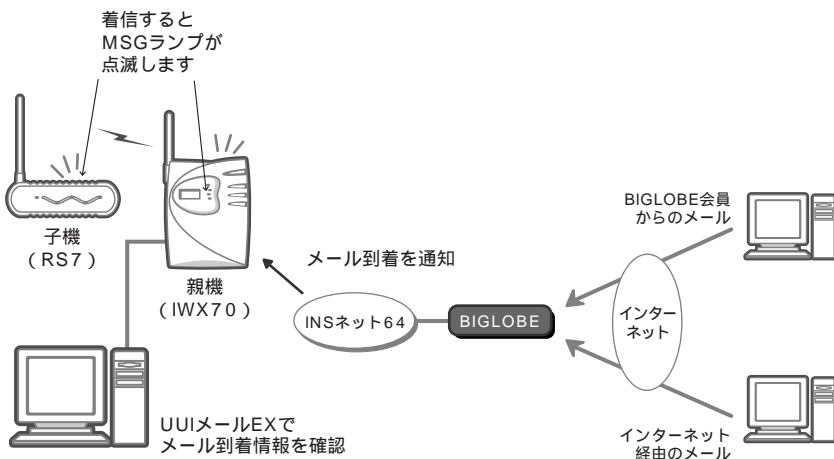 着信すると
MSGランプが
点滅します
子機
(RS7)
親機
(IWX70)
メール到着を通知
INSネット64
BIGLOBE
インター
ネット
BIGLOBE会員
からのメール
インターネット
経由のメール
UUIメールEXで
メール到着情報を確認